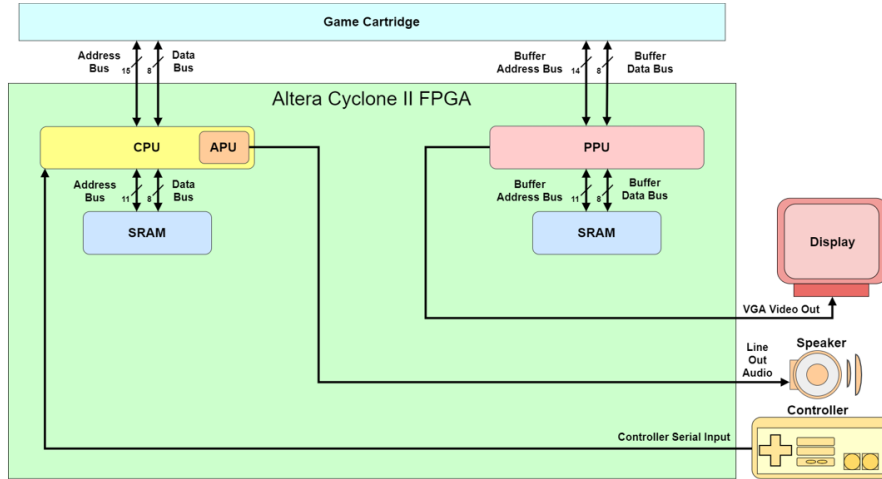 Game Cartridge
Address
Bus
15
8
Data
Bus
Buffer
Address Bus
14
8
Buffer
Data Bus
Altera Cyclone II FPGA
CPU
APU
PPU
Address
Bus
11
8
Data
Bus
Buffer
Address Bus
11
8
Buffer
Data Bus
SRAM
SRAM
Display
VGA Video Out
Line
Out
Audio
Speaker
Controller
Controller Serial Input